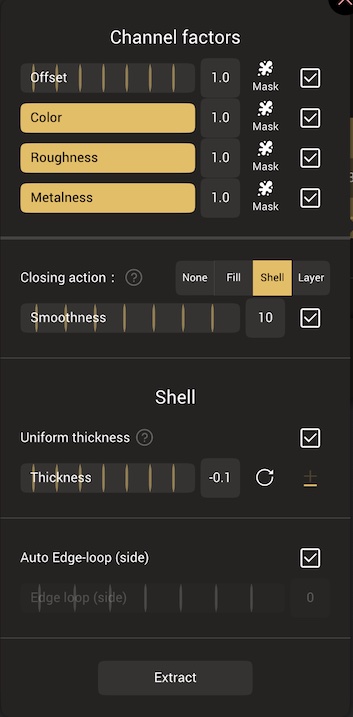 Channel factors
Offset 1.0 Mask
Color 1.0 Mask
Roughness 1.0 Mask
Metalness 1.0 Mask
Closing action : ? None Fill Shell Layer
Smoothness 10
Shell
Uniform thickness ?
Thickness -0.1 ±
Auto Edge-loop (side)
Edge loop (side) 0
Extract